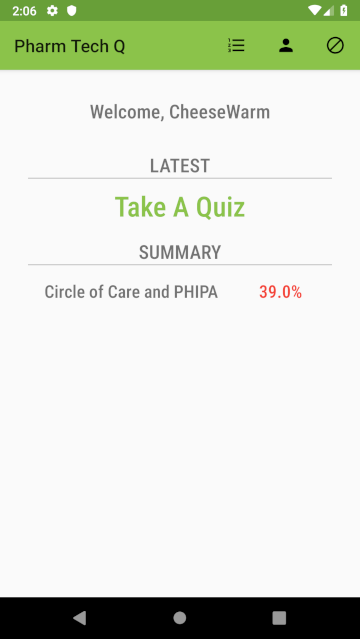 2:06
Pharm Tech Q
Welcome, CheeseWarm
LATEST
Take A Quiz
SUMMARY
Circle of Care and PHIPA 39.0%